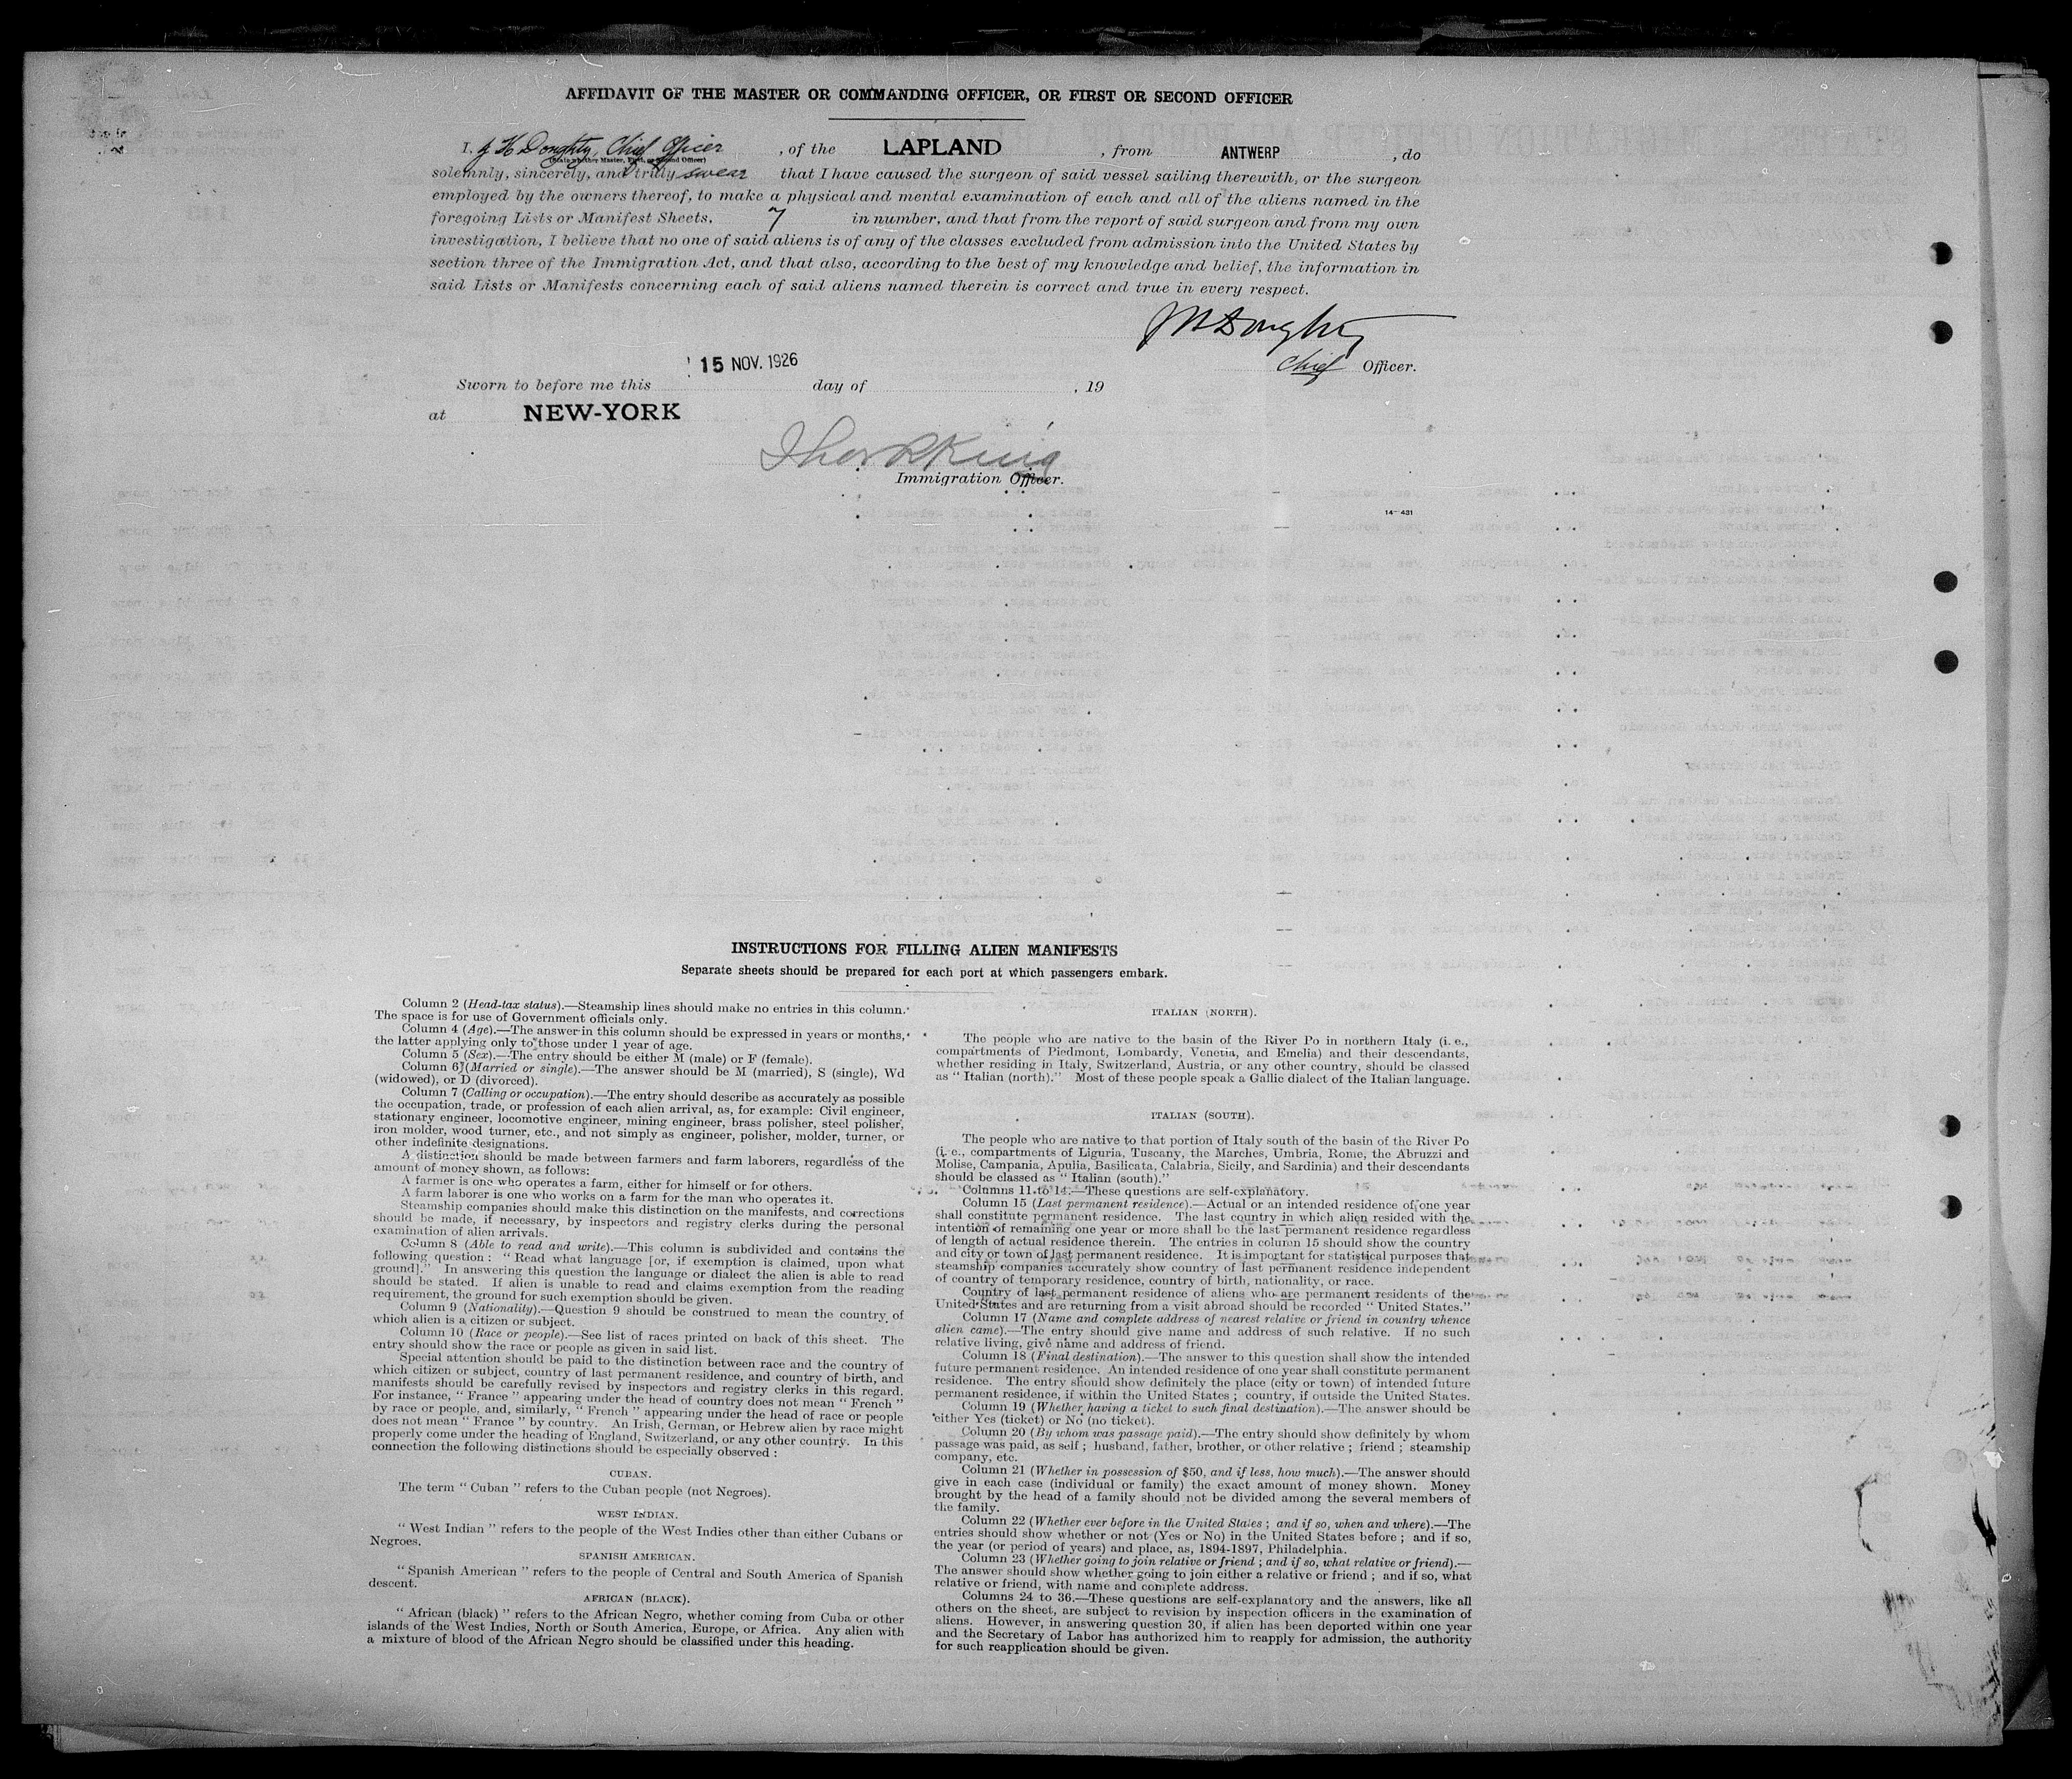 AFFIDAVIT OF THE MASTER OR COMMANDING OFFICER, OR FIRST OR SECOND OFFICER
I, J H Doughty, Chief Officer, of the LAPLAND, from ANTWERP, do
(State whether Master, First, or Second Officer)
solemnly, sincerely, and truly swear that I have caused the surgeon of said vessel sailing therewith, or the surgeon
employed by the owners thereof, to make a physical and mental examination of each and all of the aliens named in the
foregoing Lists or Manifest Sheets, 7 in number, and that from the report of said surgeon and from my own
investigation, I believe that no one of said aliens is of any of the classes excluded from admission into the United States by
section three of the Immigration Act, and that also, according to the best of my knowledge and belief, the information in
said Lists or Manifests concerning each of said aliens named therein is correct and true in every respect.
J H Doughty
Chief Officer.
15 NOV. 1926
Sworn to before me this day of , 19
at NEW-YORK
King
Immigration Officer.
14—431
INSTRUCTIONS FOR FILLING ALIEN MANIFESTS
Separate sheets should be prepared for each port at which passengers embark.
Column 2 (Head-tax status).—Steamship lines should make no entries in this column.
The space is for use of Government officials only.
Column 4 (Age).—The answer in this column should be expressed in years or months,
the latter applying only to those under 1 year of age.
Column 5 (Sex).—The entry should be either M (male) or F (female).
Column 6 (Married or single).—The answer should be M (married), S (single), Wd
(widowed), or D (divorced).
Column 7 (Calling or occupation).—The entry should describe as accurately as possible
the occupation, trade, or profession of each alien arrival, as, for example: Civil engineer,
stationary engineer, locomotive engineer, mining engineer, brass polisher, steel polisher,
iron molder, wood turner, etc., and not simply as engineer, polisher, molder, turner, or
other indefinite designations.
A distinction should be made between farmers and farm laborers, regardless of the
amount of money shown, as follows:
A farmer is one who operates a farm, either for himself or for others.
A farm laborer is one who works on a farm for the man who operates it.
Steamship companies should make this distinction on the manifests, and corrections
should be made, if necessary, by inspectors and registry clerks during the personal
examination of alien arrivals.
Column 8 (Able to read and write).—This column is subdivided and contains the
following question: “Read what language [or, if exemption is claimed, upon what
ground].” In answering this question the language or dialect the alien is able to read
should be stated. If alien is unable to read and claims exemption from the reading
requirement, the ground for such exemption should be given.
Column 9 (Nationality).—Question 9 should be construed to mean the country of
which alien is a citizen or subject.
Column 10 (Race or people).—See list of races printed on back of this sheet. The
entry should show the race or people as given in said list.
Special attention should be paid to the distinction between race and the country of
which citizen or subject, country of last permanent residence, and country of birth, and
manifests should be carefully revised by inspectors and registry clerks in this regard.
For instance, “France” appearing under the head of country does not mean “French”
by race or people, and, similarly, “French” appearing under the head of race or people
does not mean “France” by country. An Irish, German, or Hebrew alien by race might
properly come under the heading of England, Switzerland, or any other country. In this
connection the following distinctions should be especially observed:
CUBAN.
The term “Cuban” refers to the Cuban people (not Negroes).
WEST INDIAN.
“West Indian” refers to the people of the West Indies other than either Cubans or
Negroes.
SPANISH AMERICAN.
“Spanish American” refers to the people of Central and South America of Spanish
descent.
AFRICAN (BLACK).
“African (black)” refers to the African Negro, whether coming from Cuba or other
islands of the West Indies, North or South America, Europe, or Africa. Any alien with
a mixture of blood of the African Negro should be classified under this heading.
ITALIAN (NORTH).
The people who are native to the basin of the River Po in northern Italy (i. e.,
compartments of Piedmont, Lombardy, Venetia, and Emelia) and their descendants,
whether residing in Italy, Switzerland, Austria, or any other country, should be classed
as “Italian (north).” Most of these people speak a Gallic dialect of the Italian language.
ITALIAN (SOUTH).
The people who are native to that portion of Italy south of the basin of the River Po
(i. e., compartments of Liguria, Tuscany, the Marches, Umbria, Rome, the Abruzzi and
Molise, Campania, Apulia, Basilicata, Calabria, Sicily, and Sardinia) and their descendants
should be classed as “Italian (south).”
Columns 11 to 14.—These questions are self-explanatory.
Column 15 (Last permanent residence).—Actual or an intended residence of one year
shall constitute permanent residence. The last country in which alien resided with the
intention of remaining one year or more shall be the last permanent residence regardless
of length of actual residence therein. The entries in column 15 should show the country
and city or town of last permanent residence. It is important for statistical purposes that
steamship companies accurately show country of last permanent residence independent
of country of temporary residence, country of birth, nationality, or race.
Country of last permanent residence of aliens who are permanent residents of the
United States and are returning from a visit abroad should be recorded “United States.”
Column 17 (Name and complete address of nearest relative or friend in country whence
alien came).—The entry should give name and address of such relative. If no such
relative living, give name and address of friend.
Column 18 (Final destination).—The answer to this question shall show the intended
future permanent residence. An intended residence of one year shall constitute permanent
residence. The entry should show definitely the place (city or town) of intended future
permanent residence, if within the United States; country, if outside the United States.
Column 19 (Whether having a ticket to such final destination).—The answer should be
either Yes (ticket) or No (no ticket).
Column 20 (By whom was passage paid).—The entry should show definitely by whom
passage was paid, as self; husband, father, brother, or other relative; friend; steamship
company, etc.
Column 21 (Whether in possession of $50, and if less, how much).—The answer should
give in each case (individual or family) the exact amount of money shown. Money
brought by the head of a family should not be divided among the several members of
the family.
Column 22 (Whether ever before in the United States; and if so, when and where).—The
entries should show whether or not (Yes or No) in the United States before; and if so,
the year (or period of years) and place, as, 1894-1897, Philadelphia.
Column 23 (Whether going to join relative or friend; and if so, what relative or friend).—
The answer should show whether going to join either a relative or friend; and if so, what
relative or friend, with name and complete address.
Columns 24 to 36.—These questions are self-explanatory and the answers, like all
others on the sheet, are subject to revision by inspection officers in the examination of
aliens. However, in answering question 30, if alien has been deported within one year
and the Secretary of Labor has authorized him to reapply for admission, the authority
for such reapplication should be given.